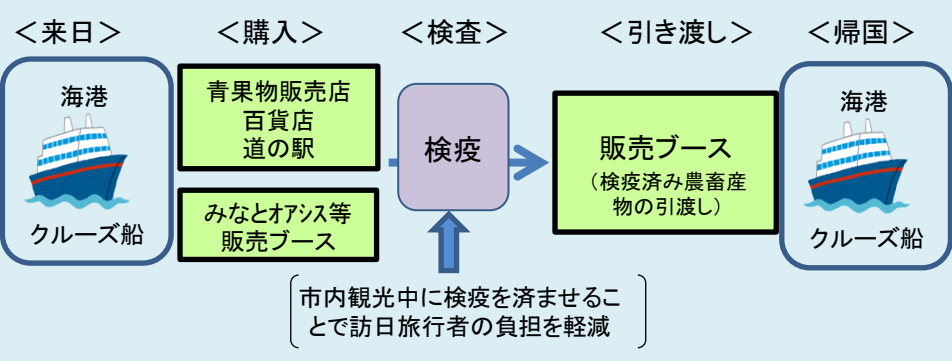 ＜来日＞
＜購入＞
＜検査＞
＜引き渡し＞
＜帰国＞
海港
クルーズ船
青果物販売店
百貨店
道の駅
みなとｵｱｼｽ等
販売ブース
検疫
販売ブース
（検疫済み農畜産
物の引渡し）
海港
クルーズ船
市内観光中に検疫を済ませるこ
とで訪日旅行者の負担を軽減